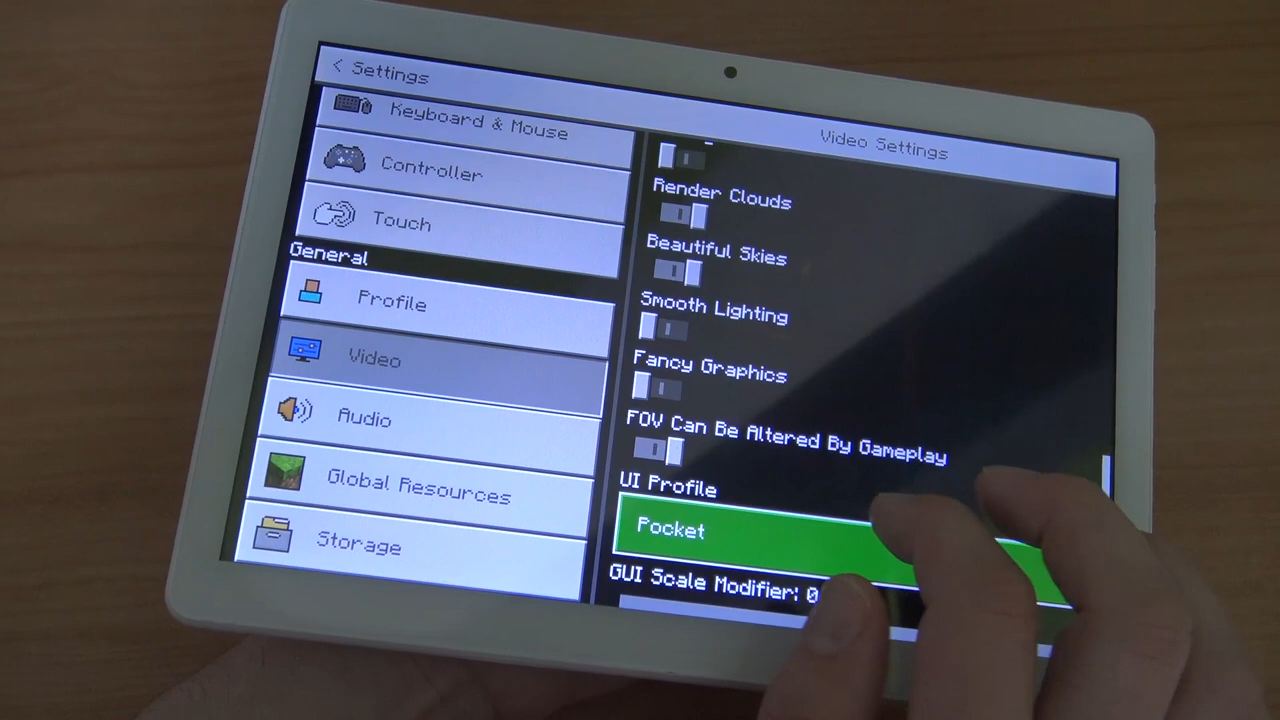 < Settings
Video Settings
Keyboard & Mouse
Controller
Touch
General
Profile
Video
Audio
Global Resources
Storage
Render Clouds
Beautiful Skies
Smooth Lighting
Fancy Graphics
FOV Can Be Altered By Gameplay
UI Profile
Pocket
GUI Scale Modifier: 0